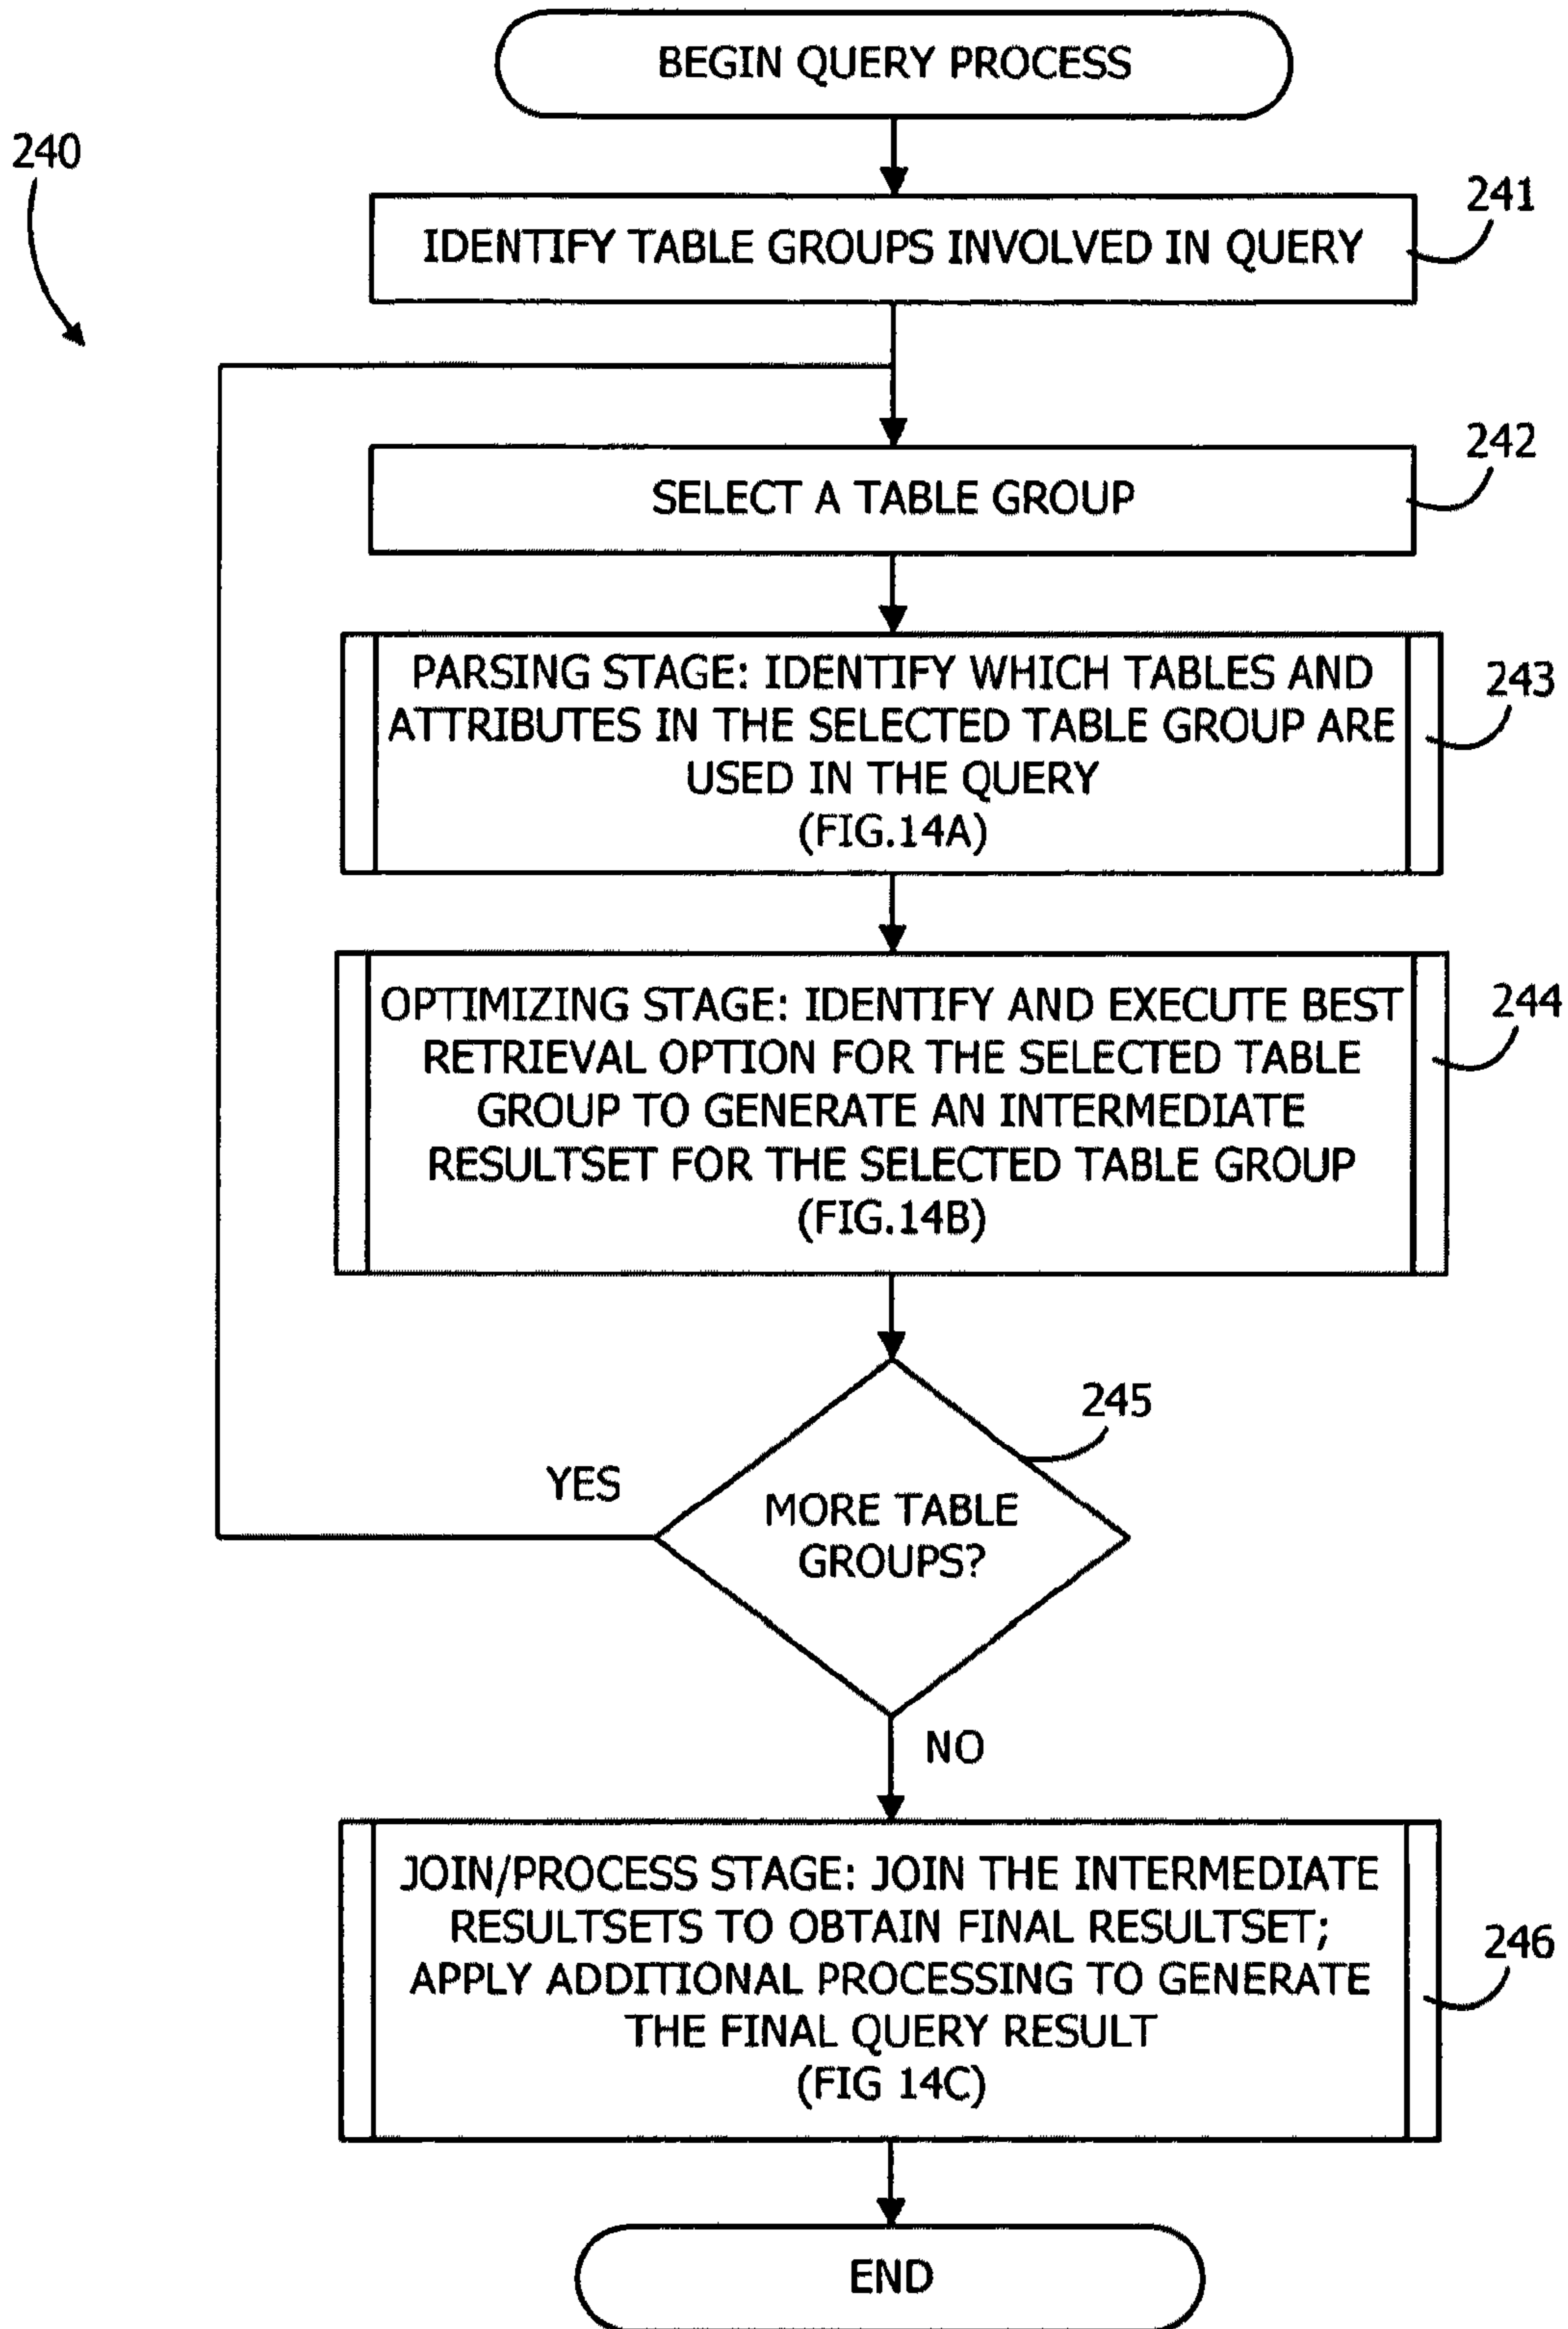 BEGIN QUERY PROCESS
240
241
IDENTIFY TABLE GROUPS INVOLVED IN QUERY
242
SELECT A TABLE GROUP
243
PARSING STAGE: IDENTIFY WHICH TABLES AND
ATTRIBUTES IN THE SELECTED TABLE GROUP ARE
USED IN THE QUERY
(FIG.14A)
244
OPTIMIZING STAGE: IDENTIFY AND EXECUTE BEST
RETRIEVAL OPTION FOR THE SELECTED TABLE
GROUP TO GENERATE AN INTERMEDIATE
RESULTSET FOR THE SELECTED TABLE GROUP
(FIG.14B)
245
YES
MORE TABLE
GROUPS?
NO
JOIN/PROCESS STAGE: JOIN THE INTERMEDIATE
RESULTSETS TO OBTAIN FINAL RESULTSET;
APPLY ADDITIONAL PROCESSING TO GENERATE
THE FINAL QUERY RESULT
(FIG 14C)
246
END